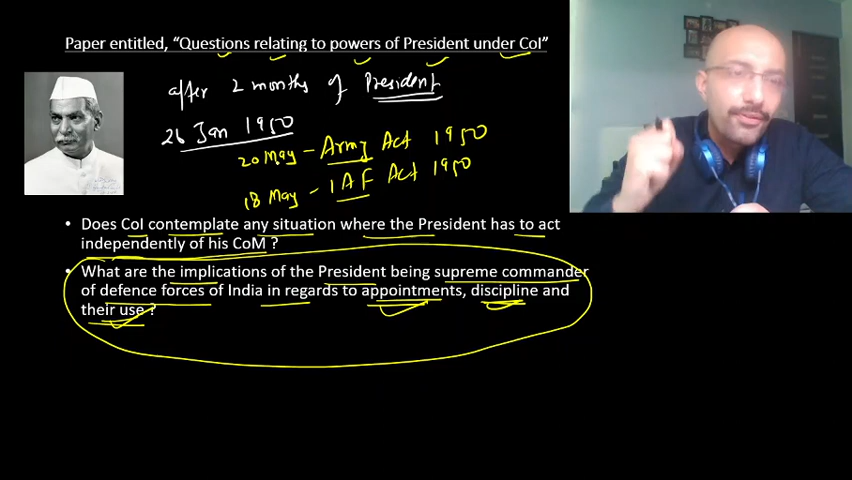 Paper entitled, “Questions relating to powers of President under CoI”
after 2 months of President
26 Jan 1950
20 May - Army Act 1950
18 May - IAF Act 1950
• Does CoI contemplate any situation where the President has to act
independently of his CoM ?
• What are the implications of the President being supreme commander
of defence forces of India in regards to appointments, discipline and
their use ?